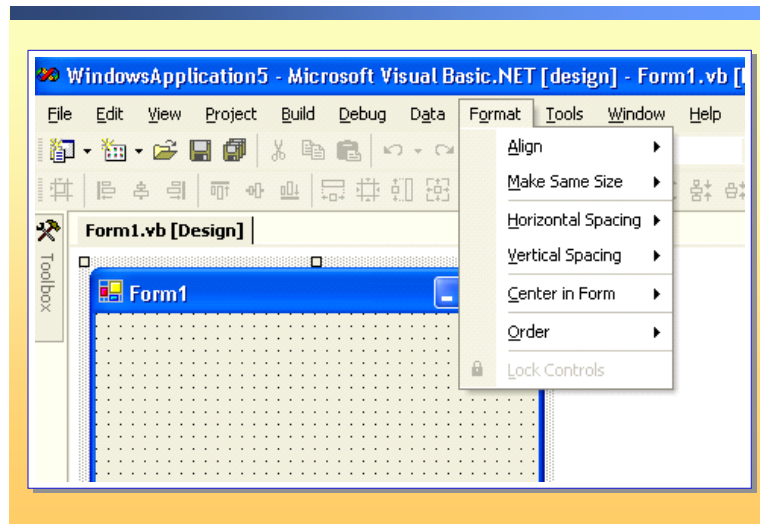 WindowsApplication5 - Microsoft Visual Basic.NET [design] - Form1.vb [
File Edit View Project Build Debug Data Format Tools Window Help
Align
Make Same Size
Horizontal Spacing
Vertical Spacing
Center in Form
Order
Lock Controls
Form1.vb [Design]
Toolbox
Form1